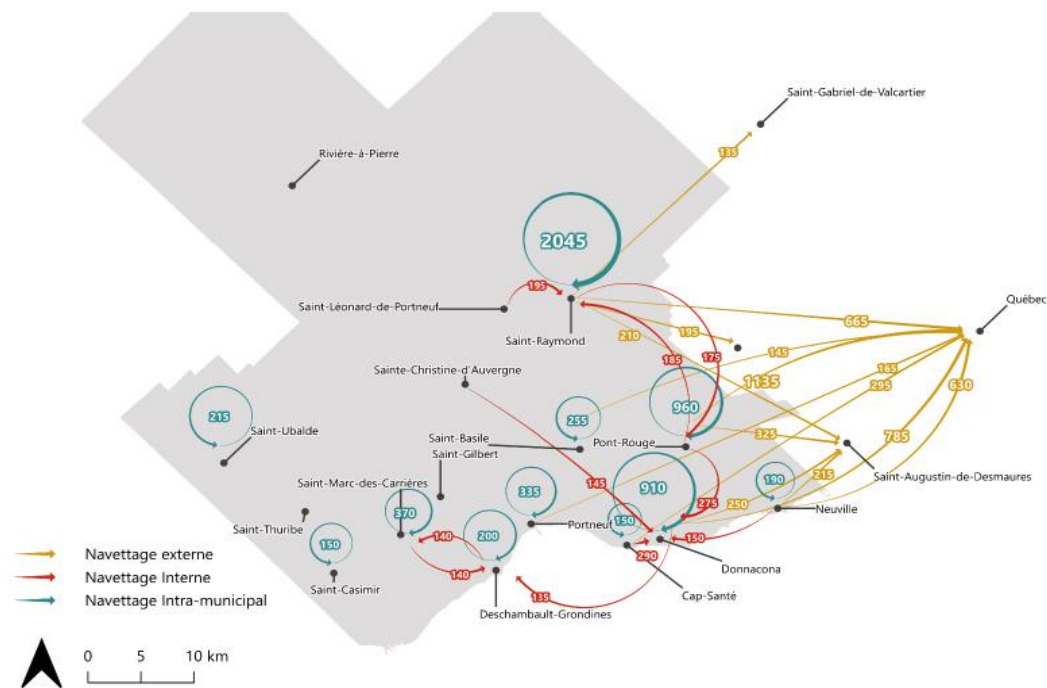 Saint-Gabriel-de-Valcartier
135
Rivière-à-Pierre
2045
Saint-Léonard-de-Portneuf
195
Saint-Raymond
Québec
665
210
195
145
165
185
175
295
Sainte-Christine-d'Auvergne
1135
630
215
Saint-Ubalde
255
960
Saint-Basile
Pont-Rouge
325
785
Saint-Gilbert
Saint-Augustin-de-Desmaures
Saint-Marc-des-Carrières
145
910
215
190
335
275
250
370
150
Neuville
Saint-Thuribe
Portneuf
140
200
150
290
150
Donnacona
140
Saint-Casimir
135
Cap-Santé
Deschambault-Grondines
Navettage externe
Navettage Interne
Navettage Intra-municipal
0 5 10 km